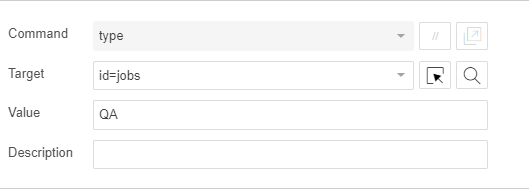 Command type //
Target id=jobs
Value QA
Description